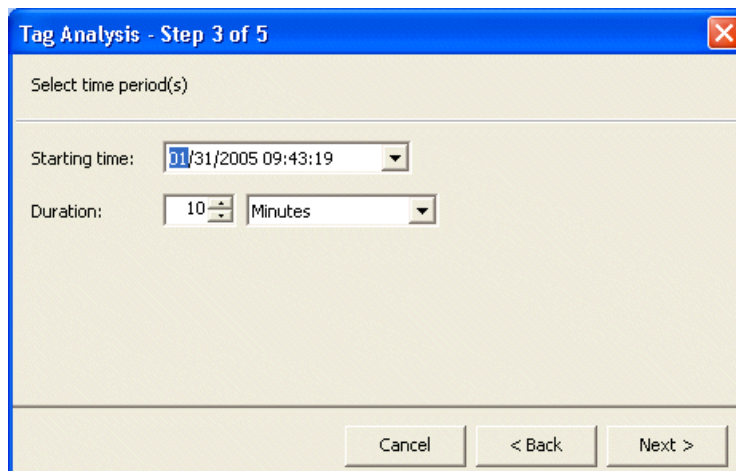 Tag Analysis - Step 3 of 5
Select time period(s)
Starting time: 01/31/2005 09:43:19
Duration: 10 Minutes
Cancel < Back Next >